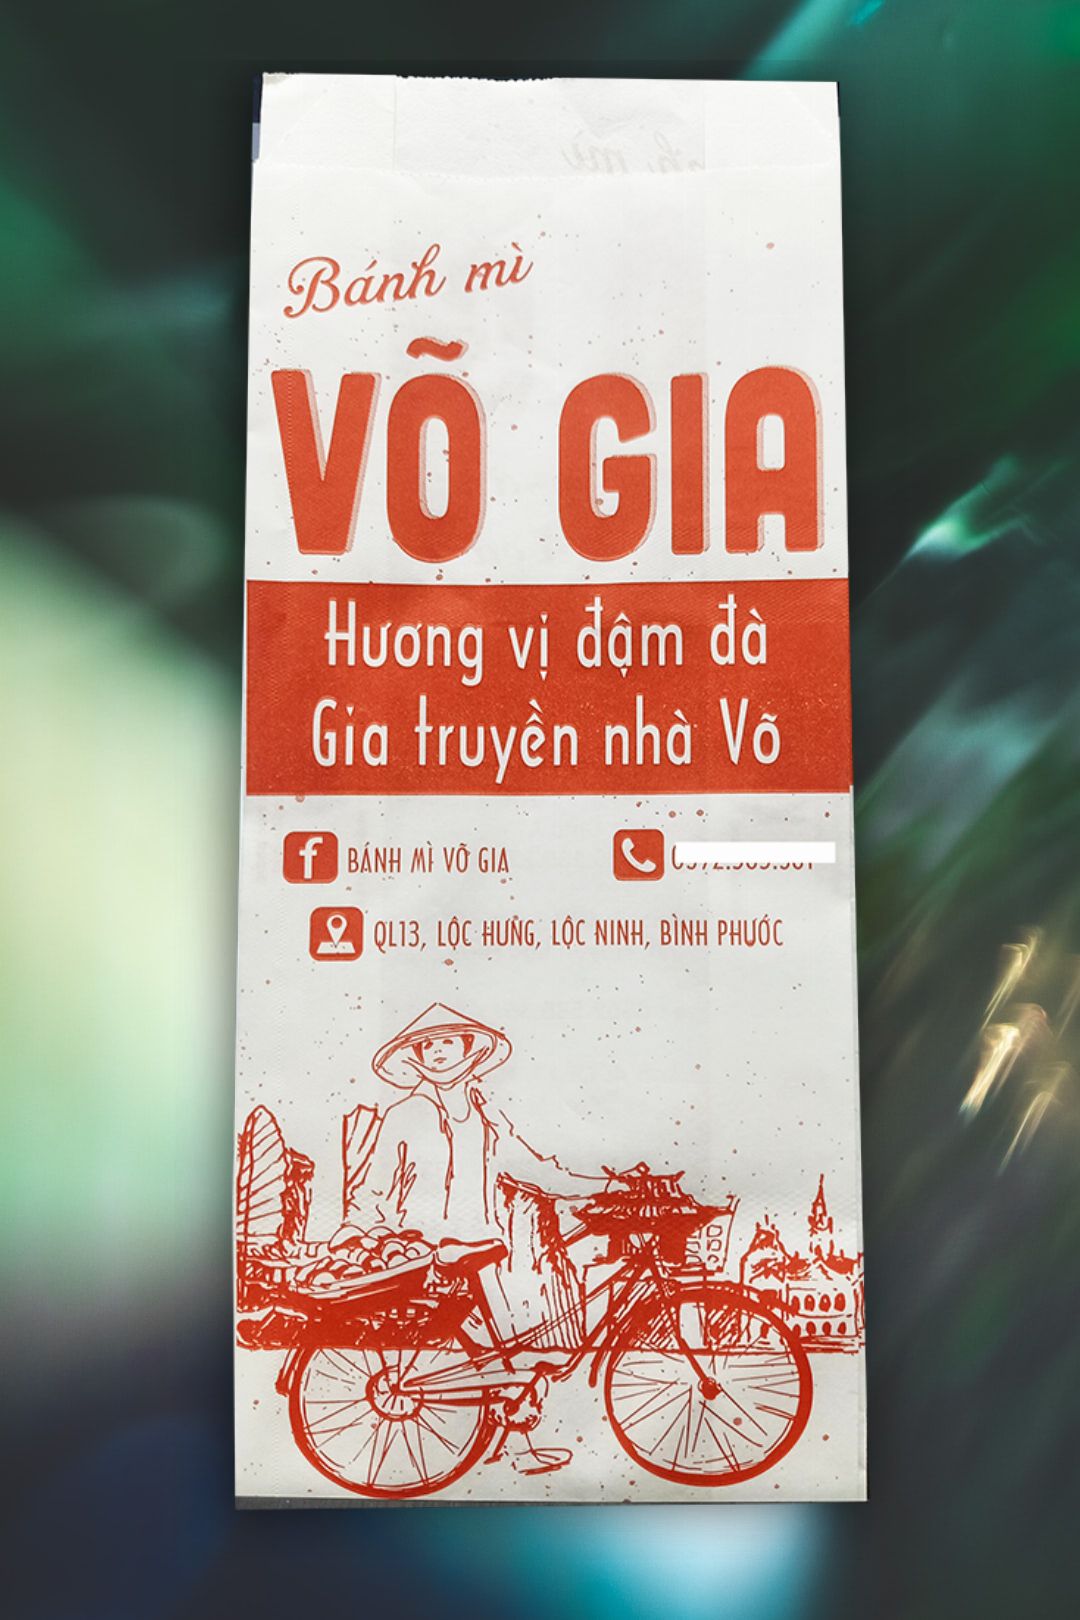 Bánh mì
VÕ GIA
Hương vị đậm đà
Gia truyền nhà Võ
BÁNH MÌ VÕ GIA
QL13, LỘC HƯNG, LỘC NINH, BÌNH PHƯỚC